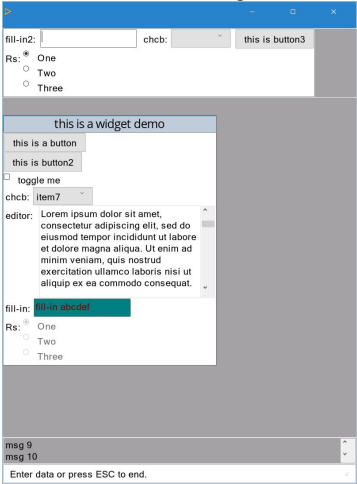 fill-in2: chcb: this is button3
Rs: One
Two
Three
this is a widget demo
this is a button
this is button2
toggle me
chcb: item7
editor: Lorem ipsum dolor sit amet,
consectetur adipiscing elit, sed do
eiusmod tempor incididunt ut labore
et dolore magna aliqua. Ut enim ad
minim veniam, quis nostrud
exercitation ullamco laboris nisi ut
aliquip ex ea commodo consequat.
fill-in: fill-in abcdef
Rs: One
Two
Three
msg 9
msg 10
Enter data or press ESC to end.